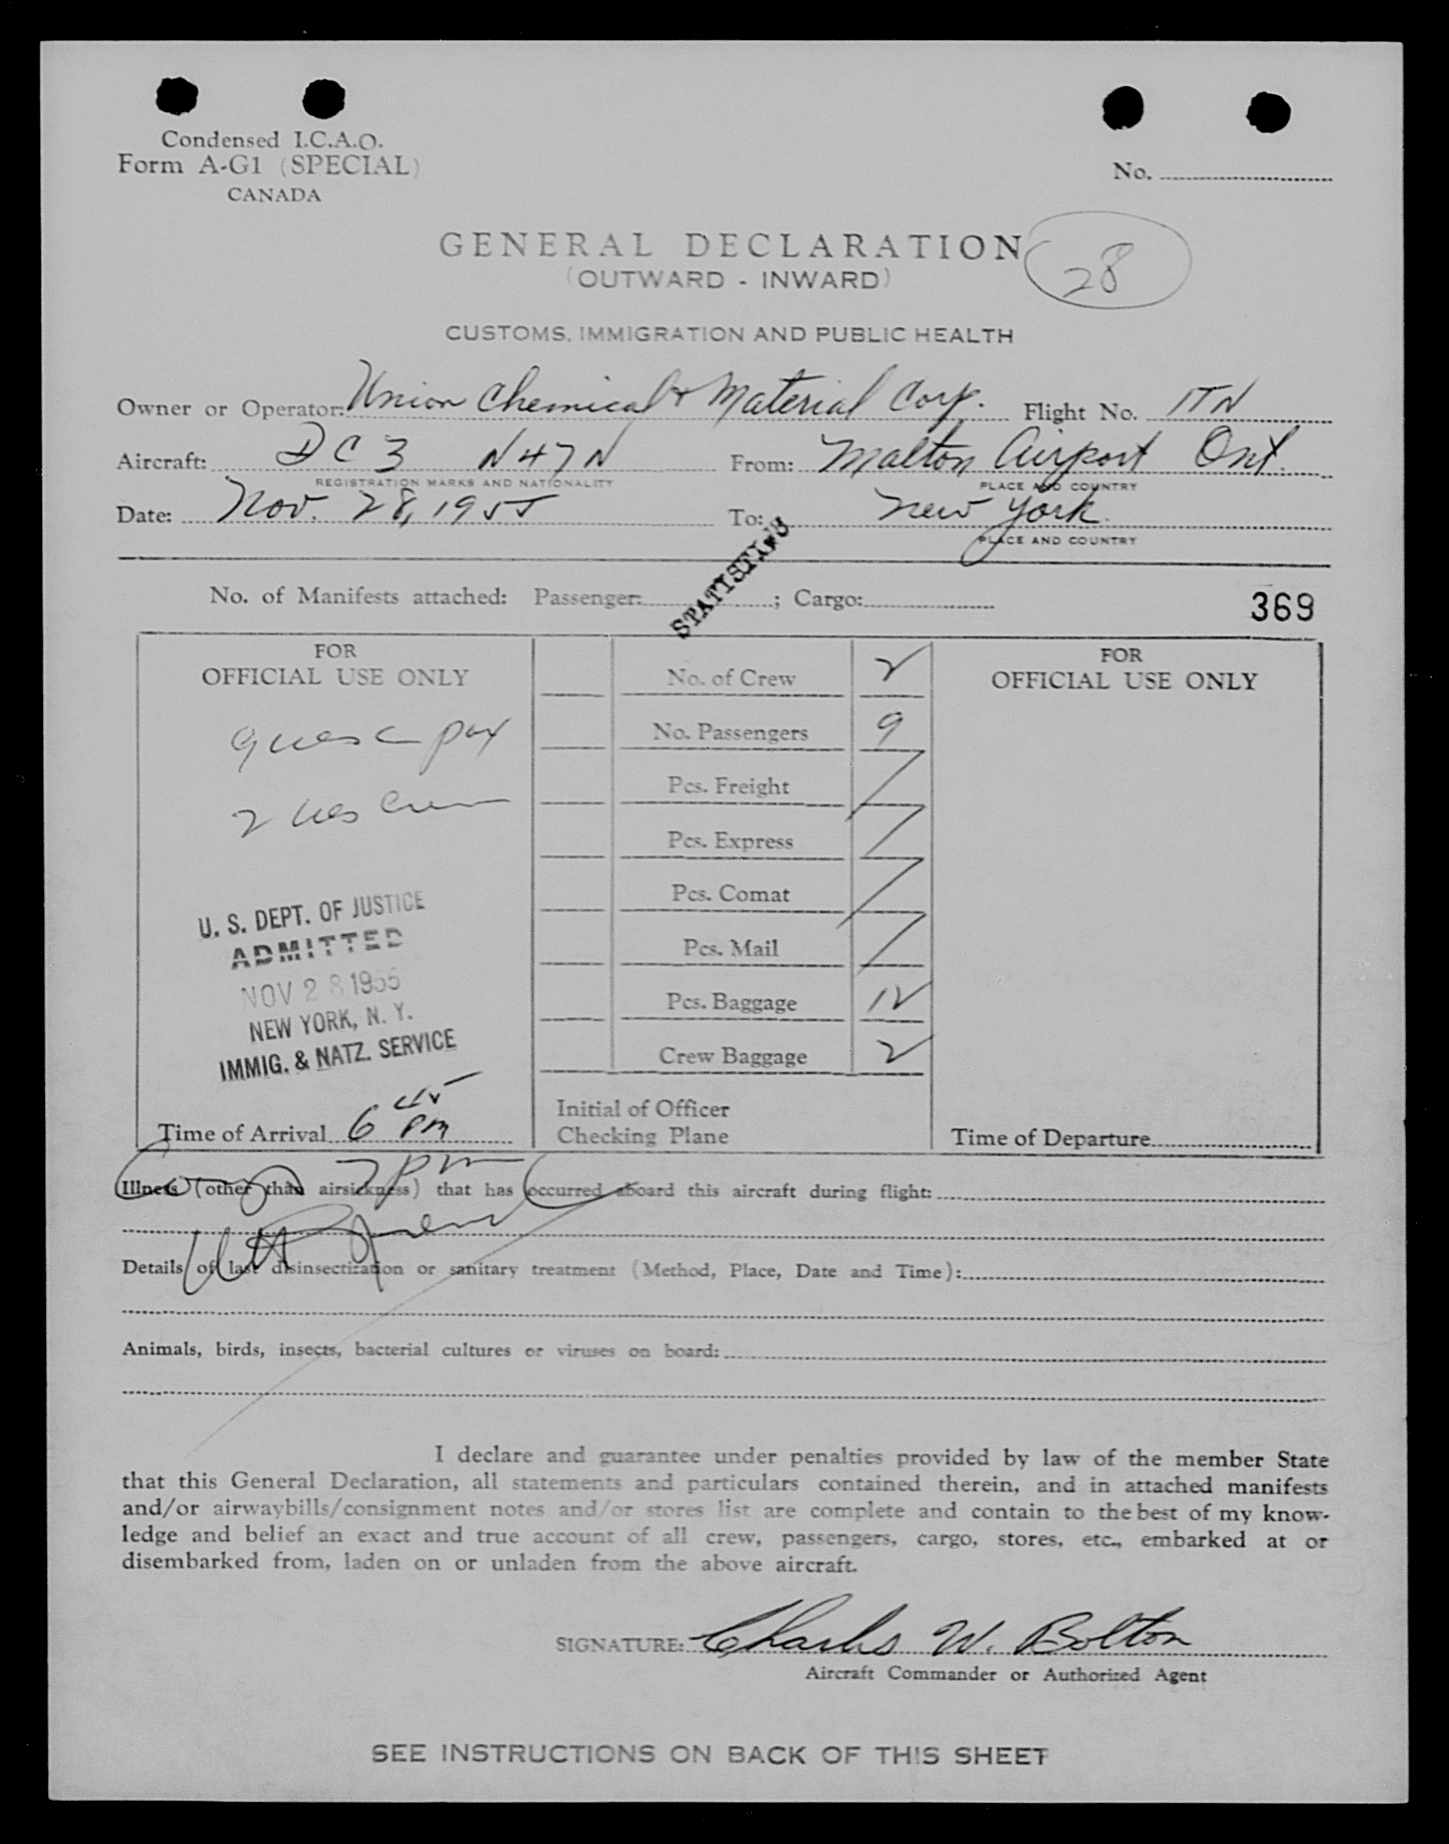 Condensed I.C.A.O.
Form A-G1 (SPECIAL)
CANADA
No.
GENERAL DECLARATION
28
(OUTWARD - INWARD)
CUSTOMS, IMMIGRATION AND PUBLIC HEALTH
Owner or Operator: Union Chemical & Material Corp. Flight No. ITN
Aircraft: DC3 N47N From: Malton Airport Ont.
REGISTRATION MARKS AND NATIONALITY PLACE AND COUNTRY
Date: Nov. 28, 1955 To: New York.
PLACE AND COUNTRY
STATISTICS
No. of Manifests attached: Passenger: ; Cargo:
369
FOR
OFFICIAL USE ONLY
9 uesc pax
2 ues crew
U. S. DEPT. OF JUSTICE
ADMITTED
NOV 28 1955
NEW YORK, N. Y.
IMMIG. & NATZ. SERVICE
Time of Arrival 6 45 PM
No. of Crew 2
No. Passengers 9
Pcs. Freight
Pcs. Express
Pcs. Comat
Pcs. Mail
Pcs. Baggage 12
Crew Baggage 2
Initial of Officer
Checking Plane
FOR
OFFICIAL USE ONLY
Time of Departure
7 pm
Illness (other than airsickness) that has occurred aboard this aircraft during flight:
Details of last disinsectization or sanitary treatment (Method, Place, Date and Time):
Animals, birds, insects, bacterial cultures or viruses on board:
I declare and guarantee under penalties provided by law of the member State
that this General Declaration, all statements and particulars contained therein, and in attached manifests
and/or airwaybills/consignment notes and/or stores list are complete and contain to the best of my know-
ledge and belief an exact and true account of all crew, passengers, cargo, stores, etc., embarked at or
disembarked from, laden on or unladen from the above aircraft.
SIGNATURE: Charles W. Bolton
Aircraft Commander or Authorized Agent
SEE INSTRUCTIONS ON BACK OF THIS SHEET